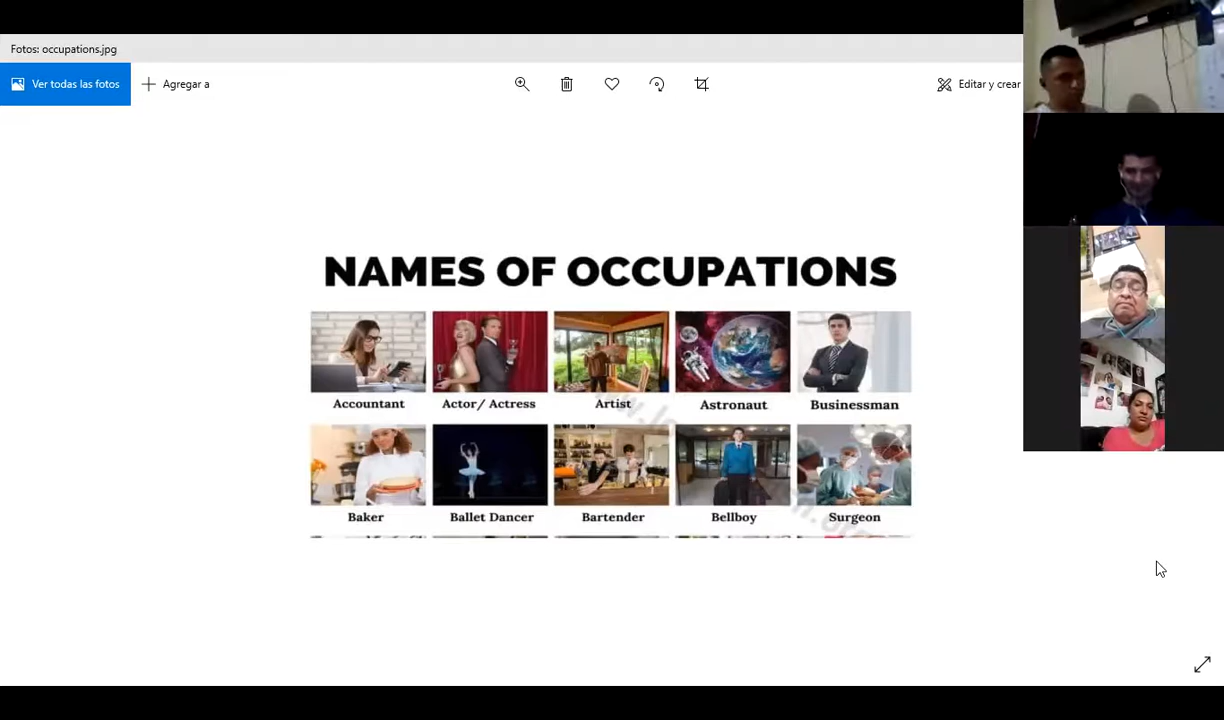 Fotos: occupations.jpg
Ver todas las fotos
Agregar a
Editar y crear
NAMES OF OCCUPATIONS
Accountant Actor/ Actress Artist Astronaut Businessman
Baker Ballet Dancer Bartender Bellboy Surgeon